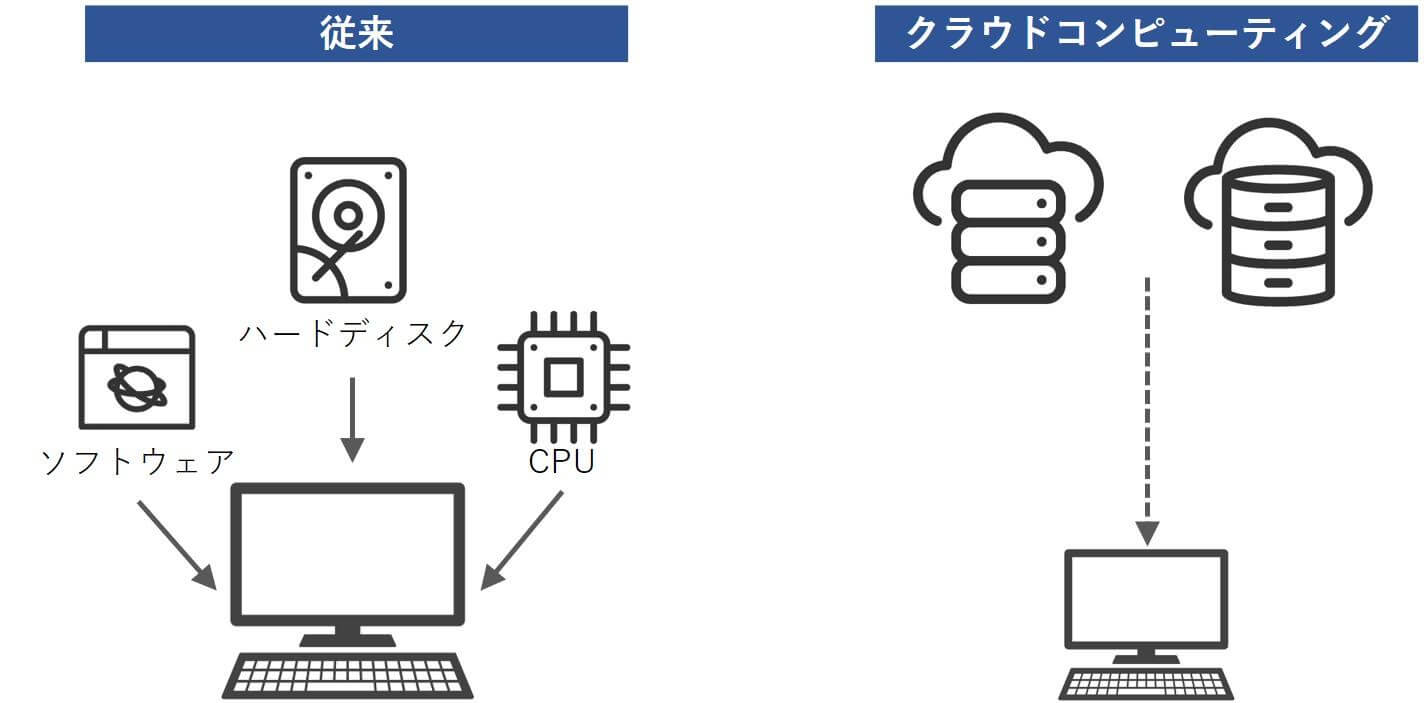 従来
クラウドコンピューティング
ハードディスク
ソフトウェア
CPU